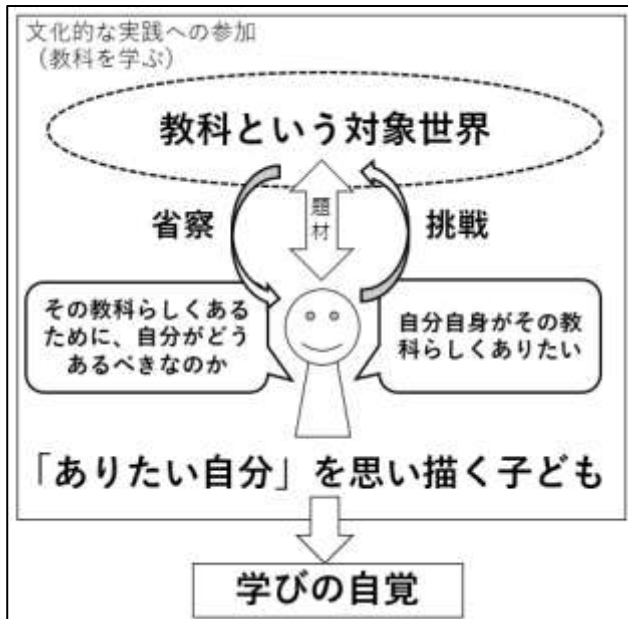 文化的な実践への参加
(教科を学ぶ)
教科という対象世界
省察
題材
挑戦
その教科らしくある
ために、自分がどう
あるべきなのか
自分自身がその教
科らしくありたい
「ありたい自分」を思い描く子ども
学びの自覚